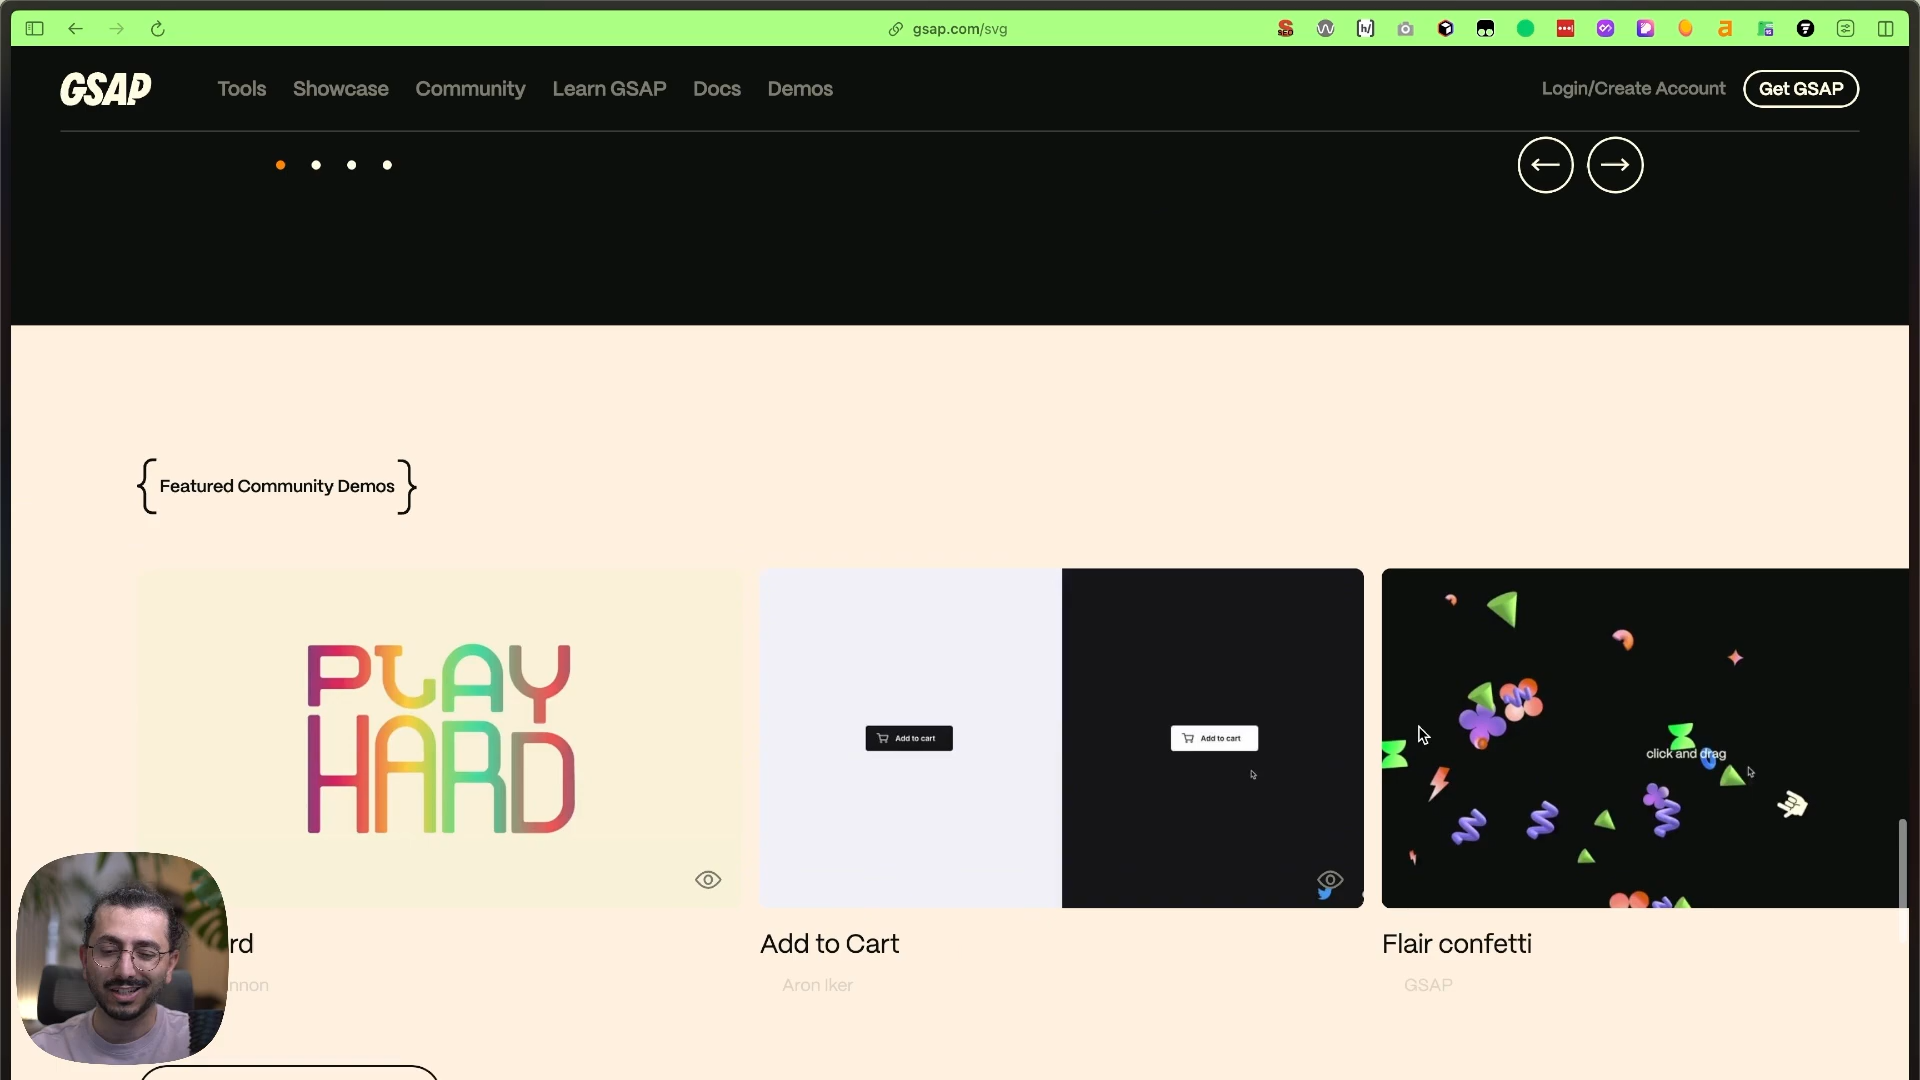 gsap.com/svg
GSAP
Tools
Showcase
Community
Learn GSAP
Docs
Demos
Login/Create Account
Get GSAP
Featured Community Demos
PLAY
HARD
Add to cart
Add to cart
click and drag
rd
Add to Cart
Flair confetti
nnon
Aron Iker
GSAP